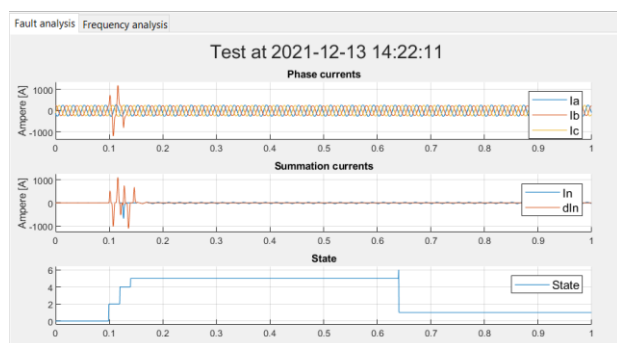 Fault analysis Frequency analysis
Test at 2021-12-13 14:22:11
Phase currents
Ampere [A]
1000
0
-1000
Ia
Ib
Ic
0 0.1 0.2 0.3 0.4 0.5 0.6 0.7 0.8 0.9 1
Summation currents
Ampere [A]
1000
0
-1000
In
dIn
0 0.1 0.2 0.3 0.4 0.5 0.6 0.7 0.8 0.9 1
State
6
4
2
0
State
0 0.1 0.2 0.3 0.4 0.5 0.6 0.7 0.8 0.9 1